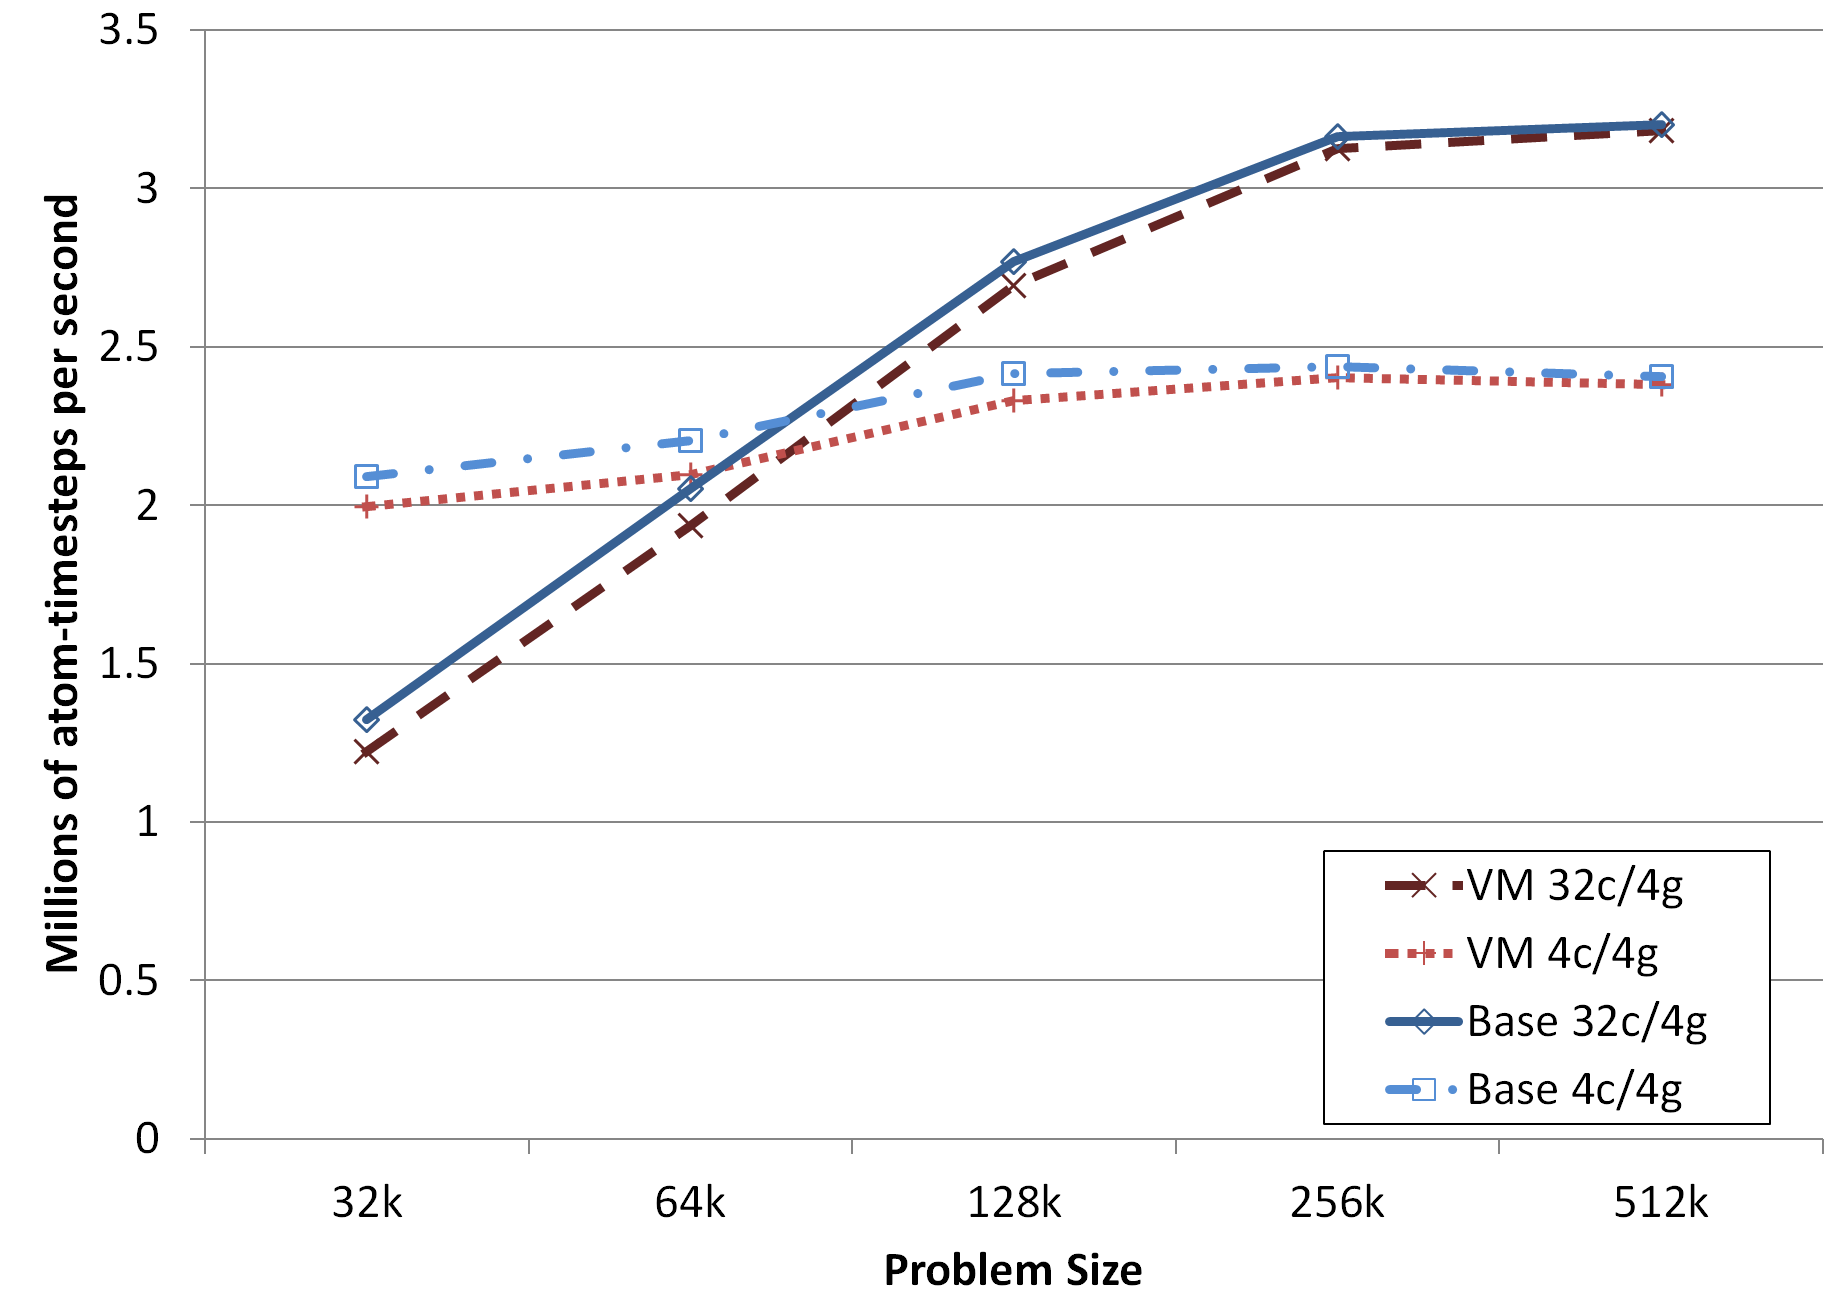 3.5
3
2.5
2
1.5
1
0.5
0
Millions of atom-timesteps per second
VM 32c/4g
VM 4c/4g
Base 32c/4g
Base 4c/4g
32k 64k 128k 256k 512k
Problem Size